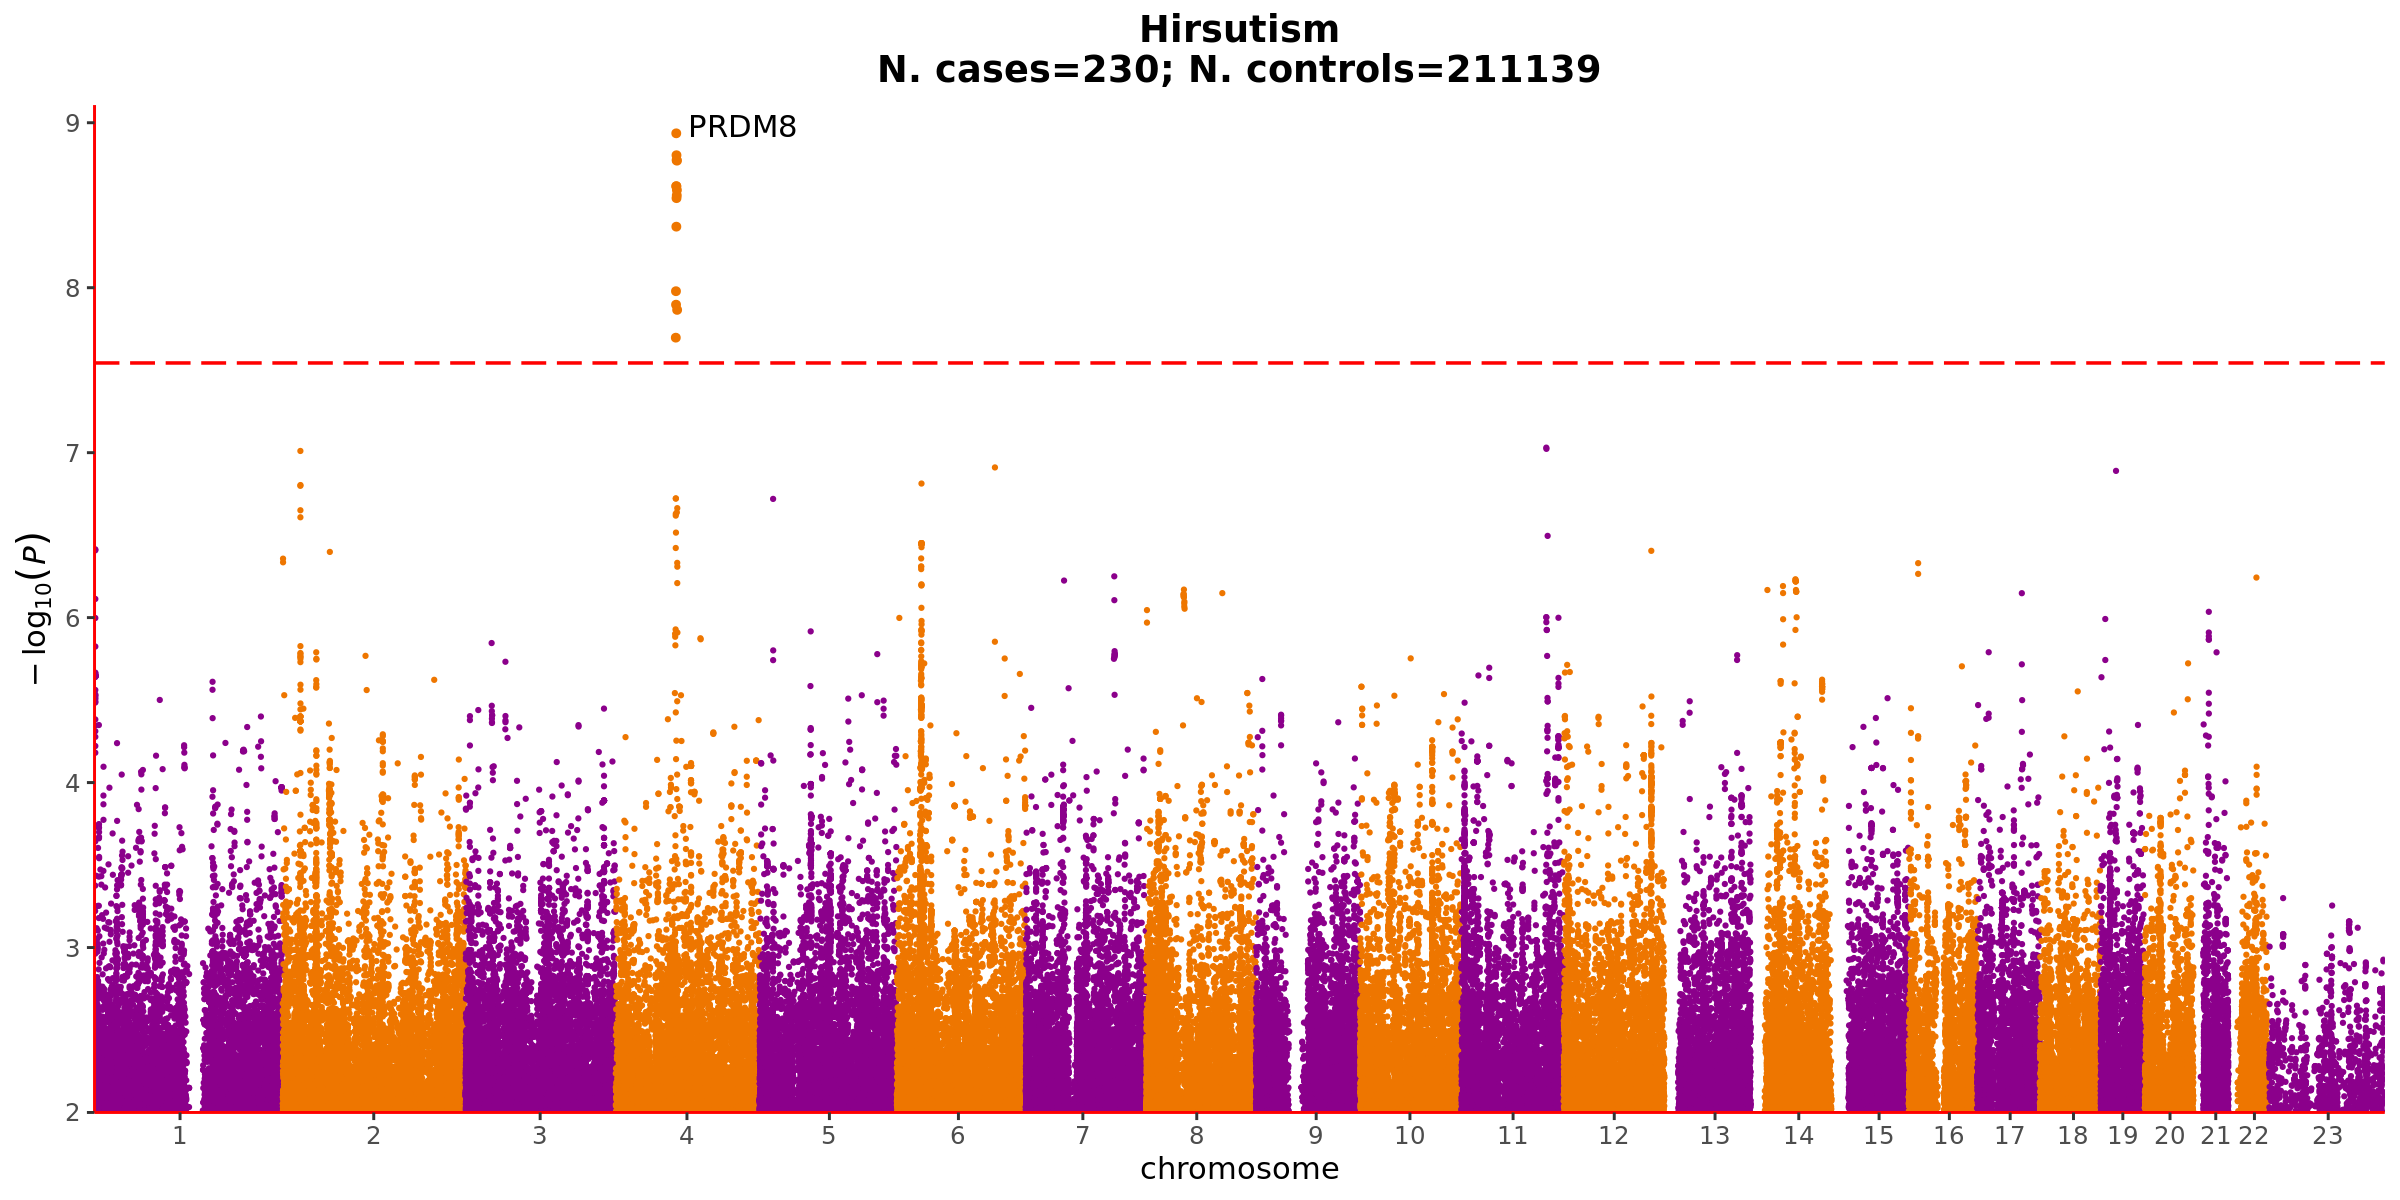 Hirsutism
N. cases=230; N. controls=211139
PRDM8
9
8
7
6
4
3
2
−log₁₀(P)
1 2 3 4 5 6 7 8 9 10 11 12 13 14 15 16 17 18 19 20 21 22 23
chromosome